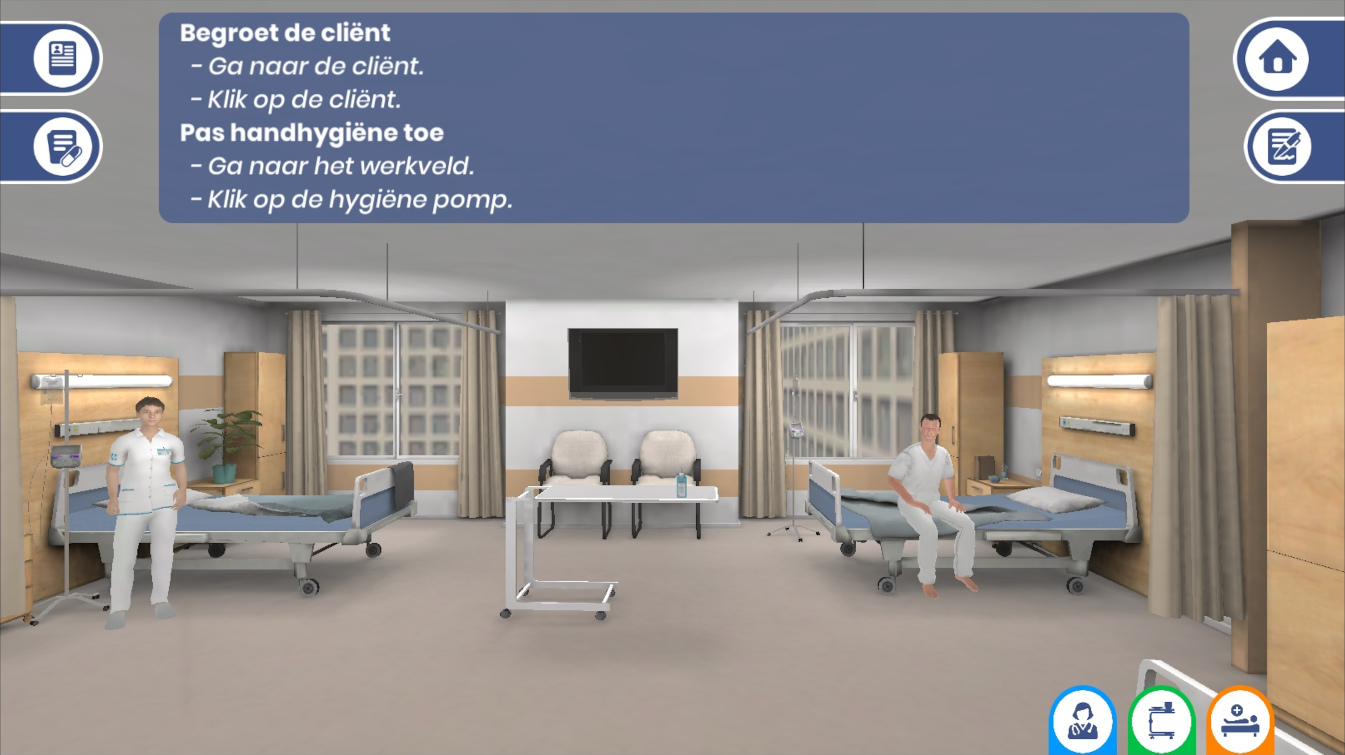 Begroet de cliënt
- Ga naar de cliënt.
- Klik op de cliënt.
Pas handhygiëne toe
- Ga naar het werkveld.
- Klik op de hygiëne pomp.